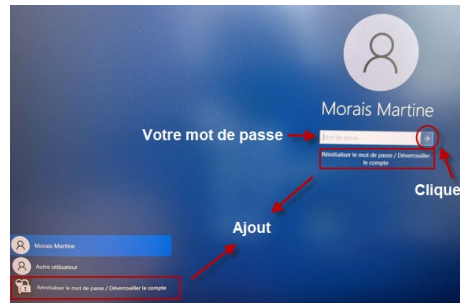 Morais Martine
Votre mot de passe
Mot de passe
Réinitialiser le mot de passe / Déverrouiller
le compte
Clique
Ajout
Morais Martine
Autre utilisateur
Réinitialiser le mot de passe / Déverrouiller le compte